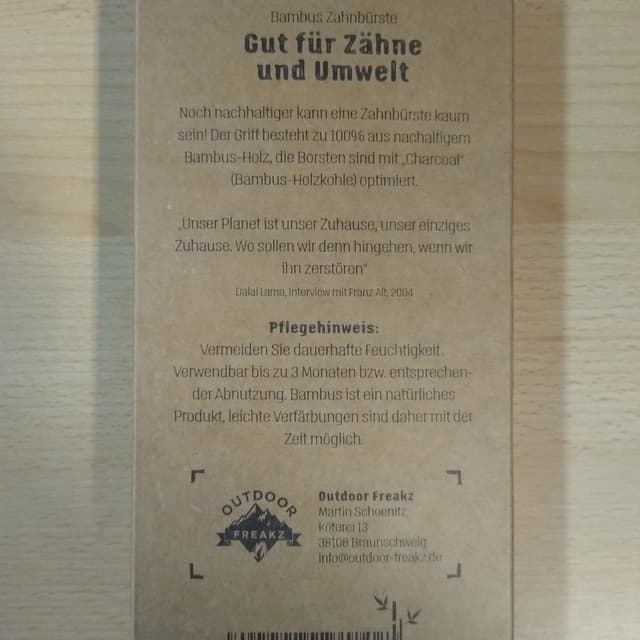 Bambus Zahnbürste
Gut für Zähne
und Umwelt
Noch nachhaltiger kann eine Zahnbürste kaum
sein! Der Griff besteht zu 100% aus nachaltigem
Bambus-Holz, die Borsten sind mit „Charcoal“
(Bambus-Holzkohle) optimiert.
„Unser Planet ist unser Zuhause, unser einziges
Zuhause. Wo sollen wir denn hingehen, wenn wir
ihn zerstören“
Dalai Lama, Interview mit Franz Alt, 2004
Pflegehinweis:
Vermeiden Sie dauerhafte Feuchtigkeit.
Verwendbar bis zu 3 Monaten bzw. entsprechen-
der Abnutzung. Bambus ist ein natürliches
Produkt, leichte Verfärbungen sind daher mit der
Zeit möglich.
OUTDOOR
FREAKZ
Outdoor Freakz
Martin Schoenitz
Köterei 13
38108 Braunschweig
info@outdoor-freakz.de